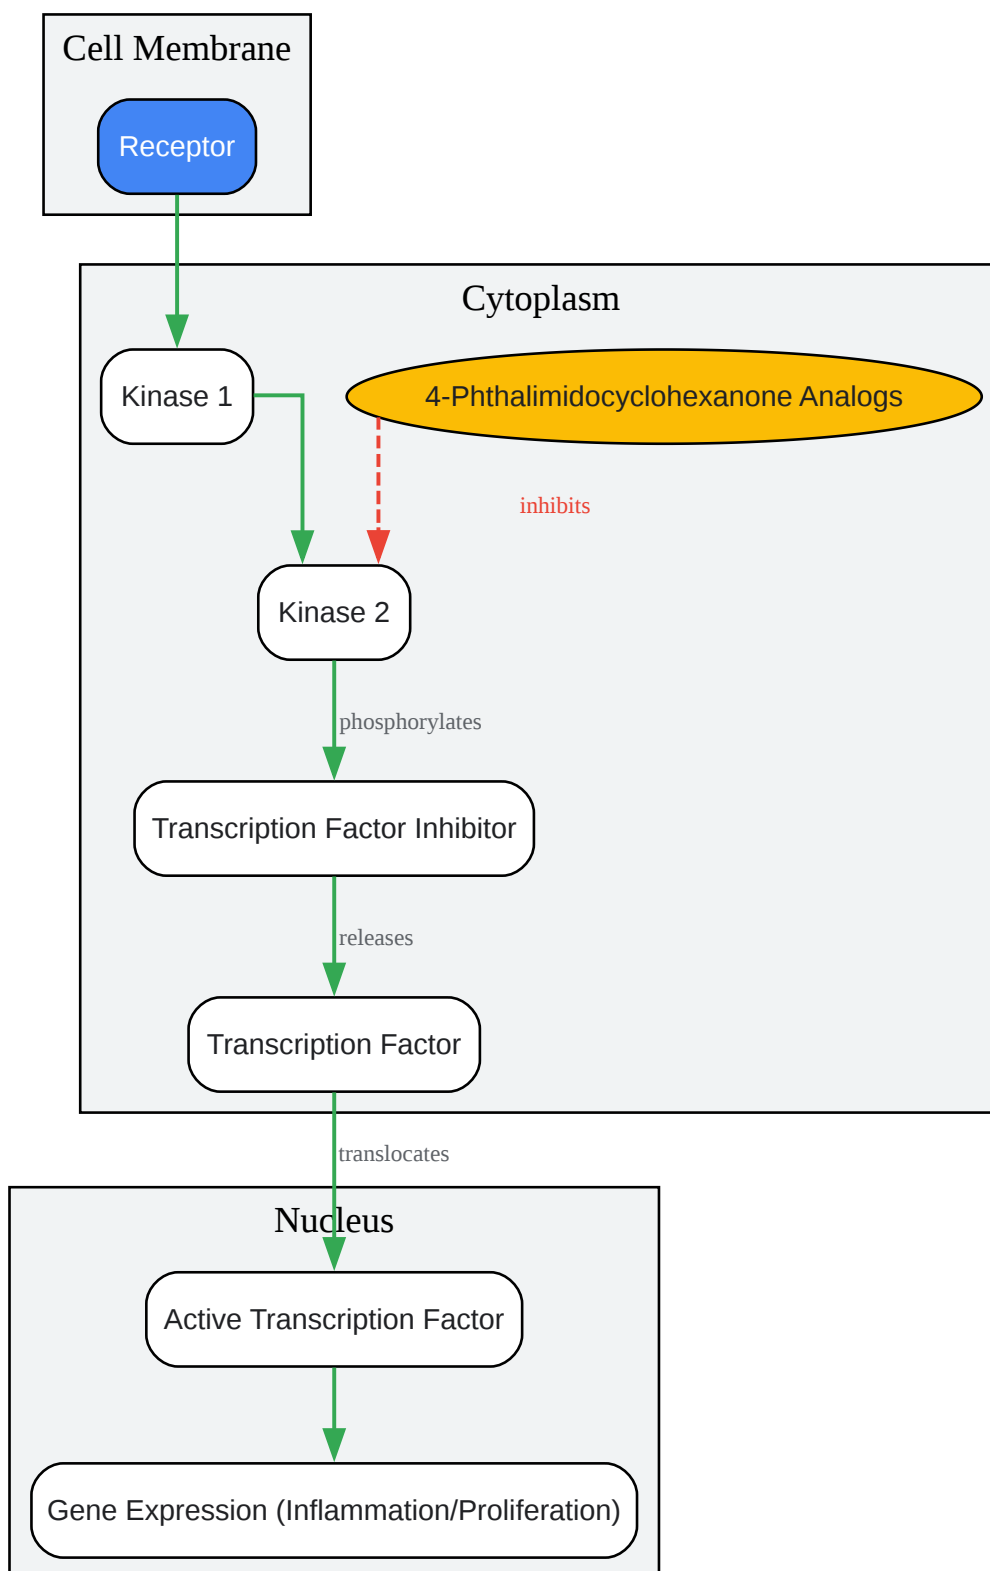 Cell Membrane
Receptor
Cytoplasm
Kinase 1
4-Phthalimidocyclohexanone Analogs
inhibits
Kinase 2
phosphorylates
Transcription Factor Inhibitor
releases
Transcription Factor
translocates
Nucleus
Active Transcription Factor
Gene Expression (Inflammation/Proliferation)